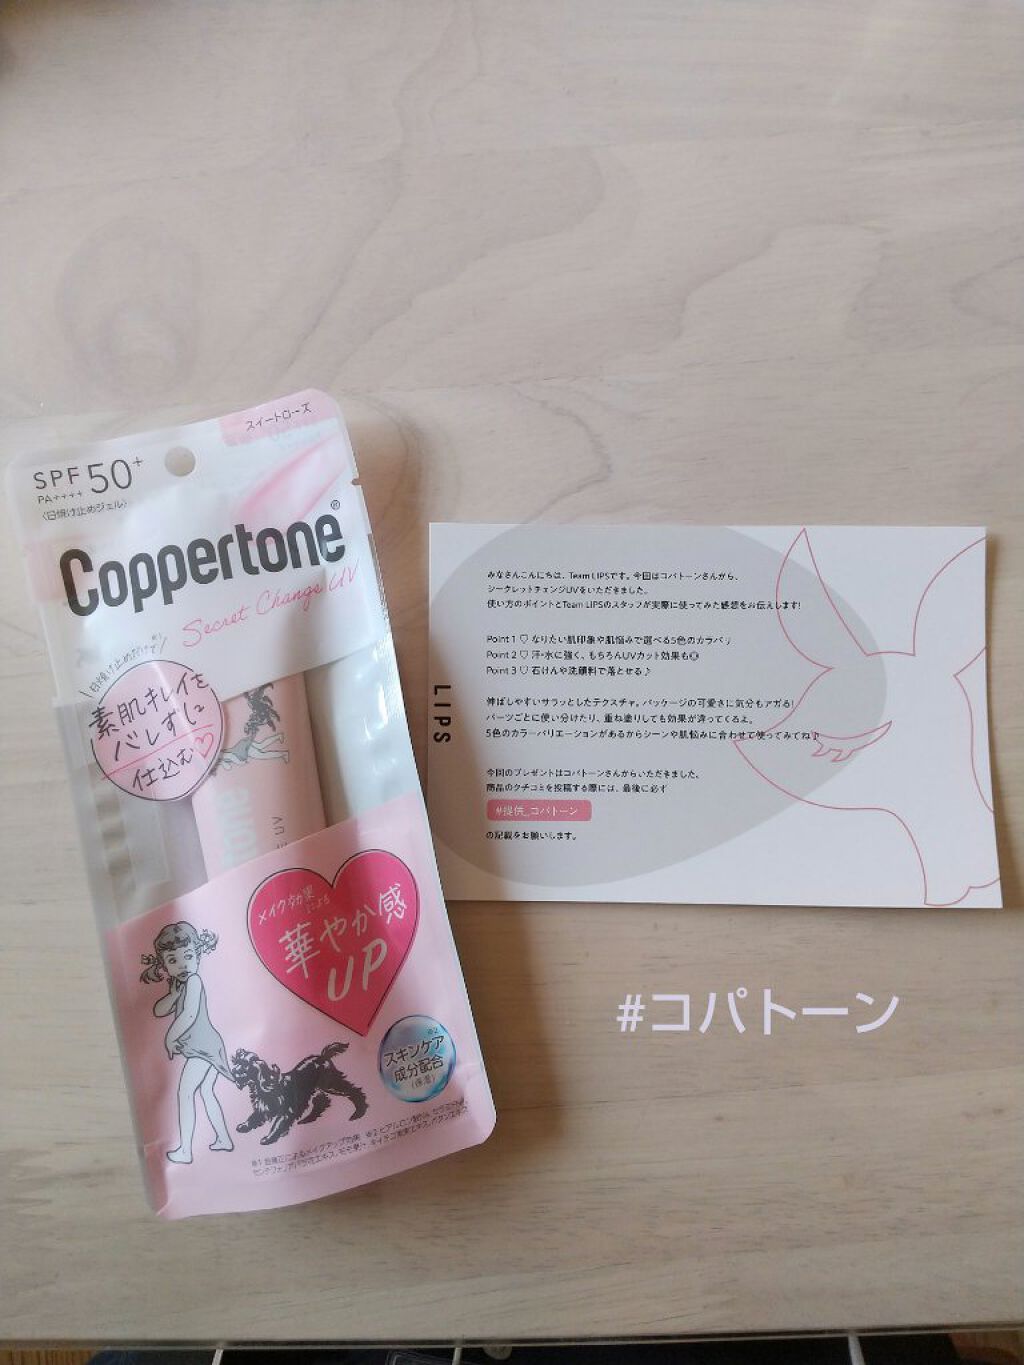 スイートローズ
SPF 50+
PA++++
〈日焼け止めジェル〉
Coppertone®
Secret Change UV
日焼け止めだけで※1
素肌キレイを
バレずに
仕込む♡
UV
メイク効果
による
華やか感
UP
※2
スキンケア
成分配合
(保湿)
LIPS
みなさんこんにちは、Team LIPSです。今回はコパトーンさんから、
シークレットチェンジUVをいただきました。
使い方のポイントとTeam LIPSのスタッフが実際に使ってみた感想をお伝えします!
Point 1 ♡ なりたい肌印象や肌悩みで選べる5色のカラバリ
Point 2 ♡ 汗・水に強く、もちろんUVカット効果も◎
Point 3 ♡ 石けんや洗顔料で落とせる♪
伸ばしやすいサラッとしたテクスチャ。パッケージの可愛さに気分もアガる!
パーツごとに使い分けたり、重ね塗りしても効果が違ってくるよ。
5色のカラーバリエーションがあるからシーンや肌悩みに合わせて使ってみてね♪
今回のプレゼントはコパトーンさんからいただきました。
商品のクチコミを投稿する際には、最後に必ず
#提供_コパトーン
の記載をお願いします。
#コパトーン